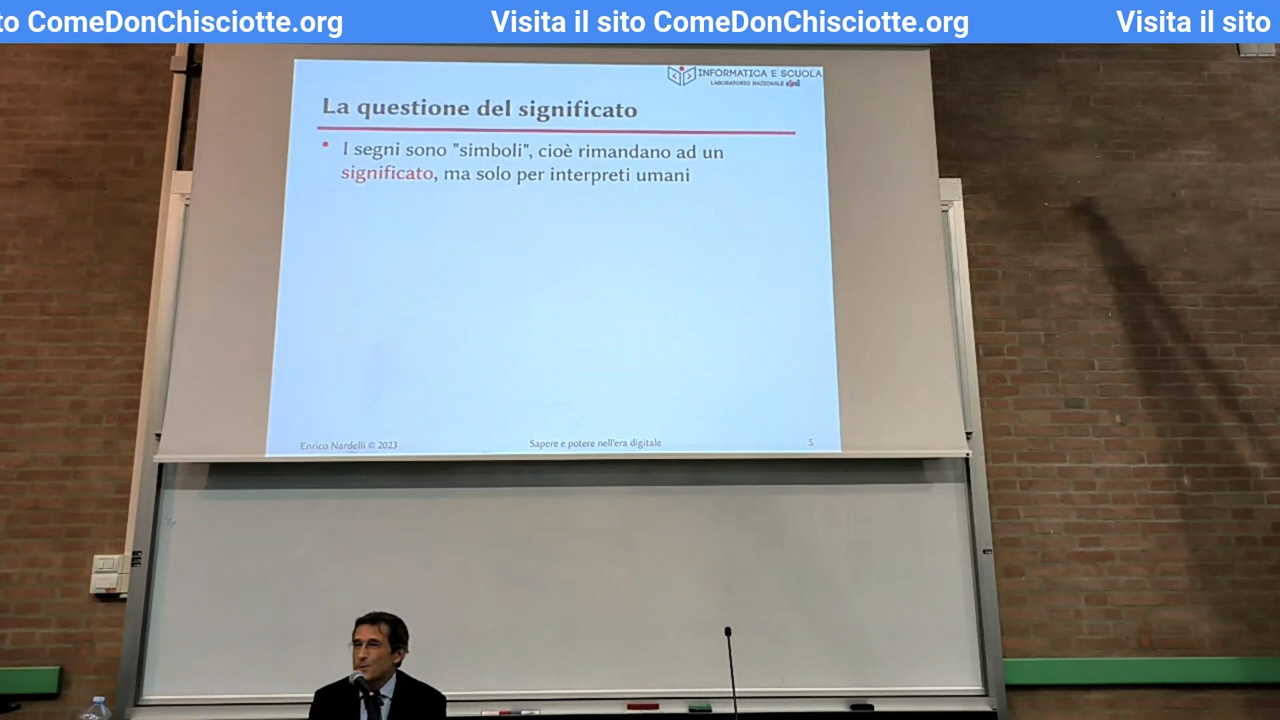 to ComeDonChisciotte.org Visita il sito ComeDonChisciotte.org Visita il sito
INFORMATICA E SCUOLA
LABORATORIO NAZIONALE cini
La questione del significato
• I segni sono "simboli", cioè rimandano ad un
significato, ma solo per interpreti umani
Enrico Nardelli © 2023 Sapere e potere nell'era digitale 5